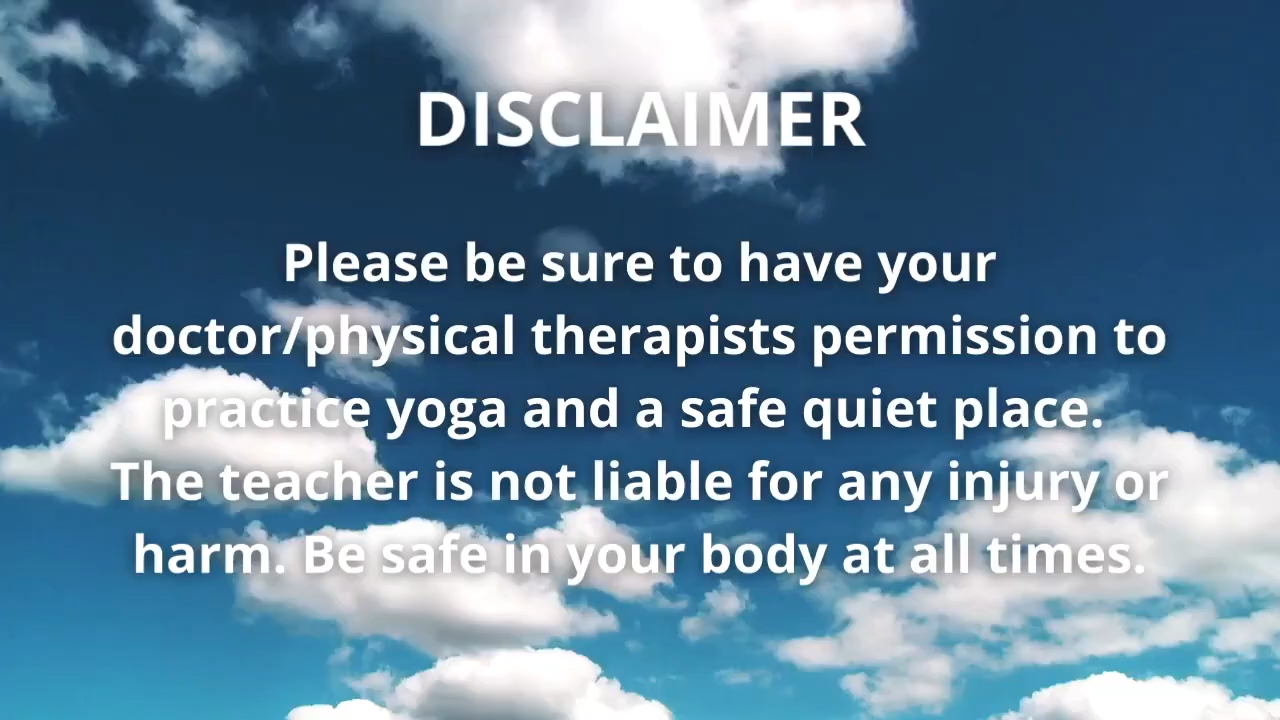 DISCLAIMER
Please be sure to have your
doctor/physical therapists permission to
practice yoga and a safe quiet place.
The teacher is not liable for any injury or
harm. Be safe in your body at all times.